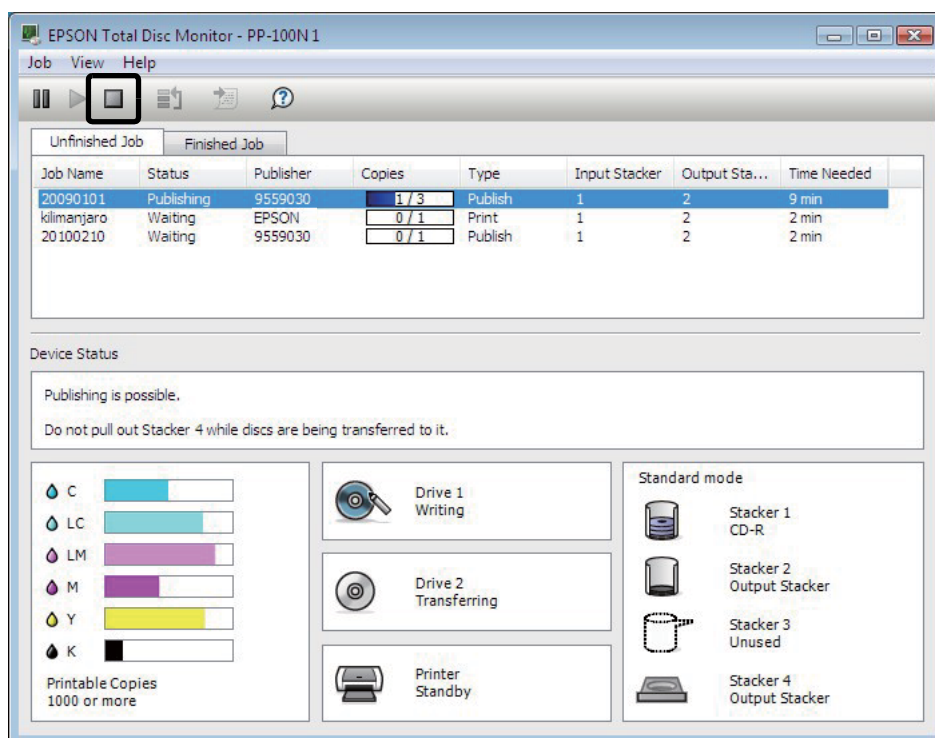 EPSON Total Disc Monitor - PP-100N 1
Job View Help
Unfinished Job Finished Job
Job Name Status Publisher Copies Type Input Stacker Output Sta... Time Needed
20090101 Publishing 9559030 1 / 3 Publish 1 2 9 min
kilimanjaro Waiting EPSON 0 / 1 Print 1 2 2 min
20100210 Waiting 9559030 0 / 1 Publish 1 2 2 min
Device Status
Publishing is possible.
Do not pull out Stacker 4 while discs are being transferred to it.
C
LC
LM
M
Y
K
Printable Copies
1000 or more
Drive 1
Writing
Drive 2
Transferring
Printer
Standby
Standard mode
Stacker 1
CD-R
Stacker 2
Output Stacker
Stacker 3
Unused
Stacker 4
Output Stacker